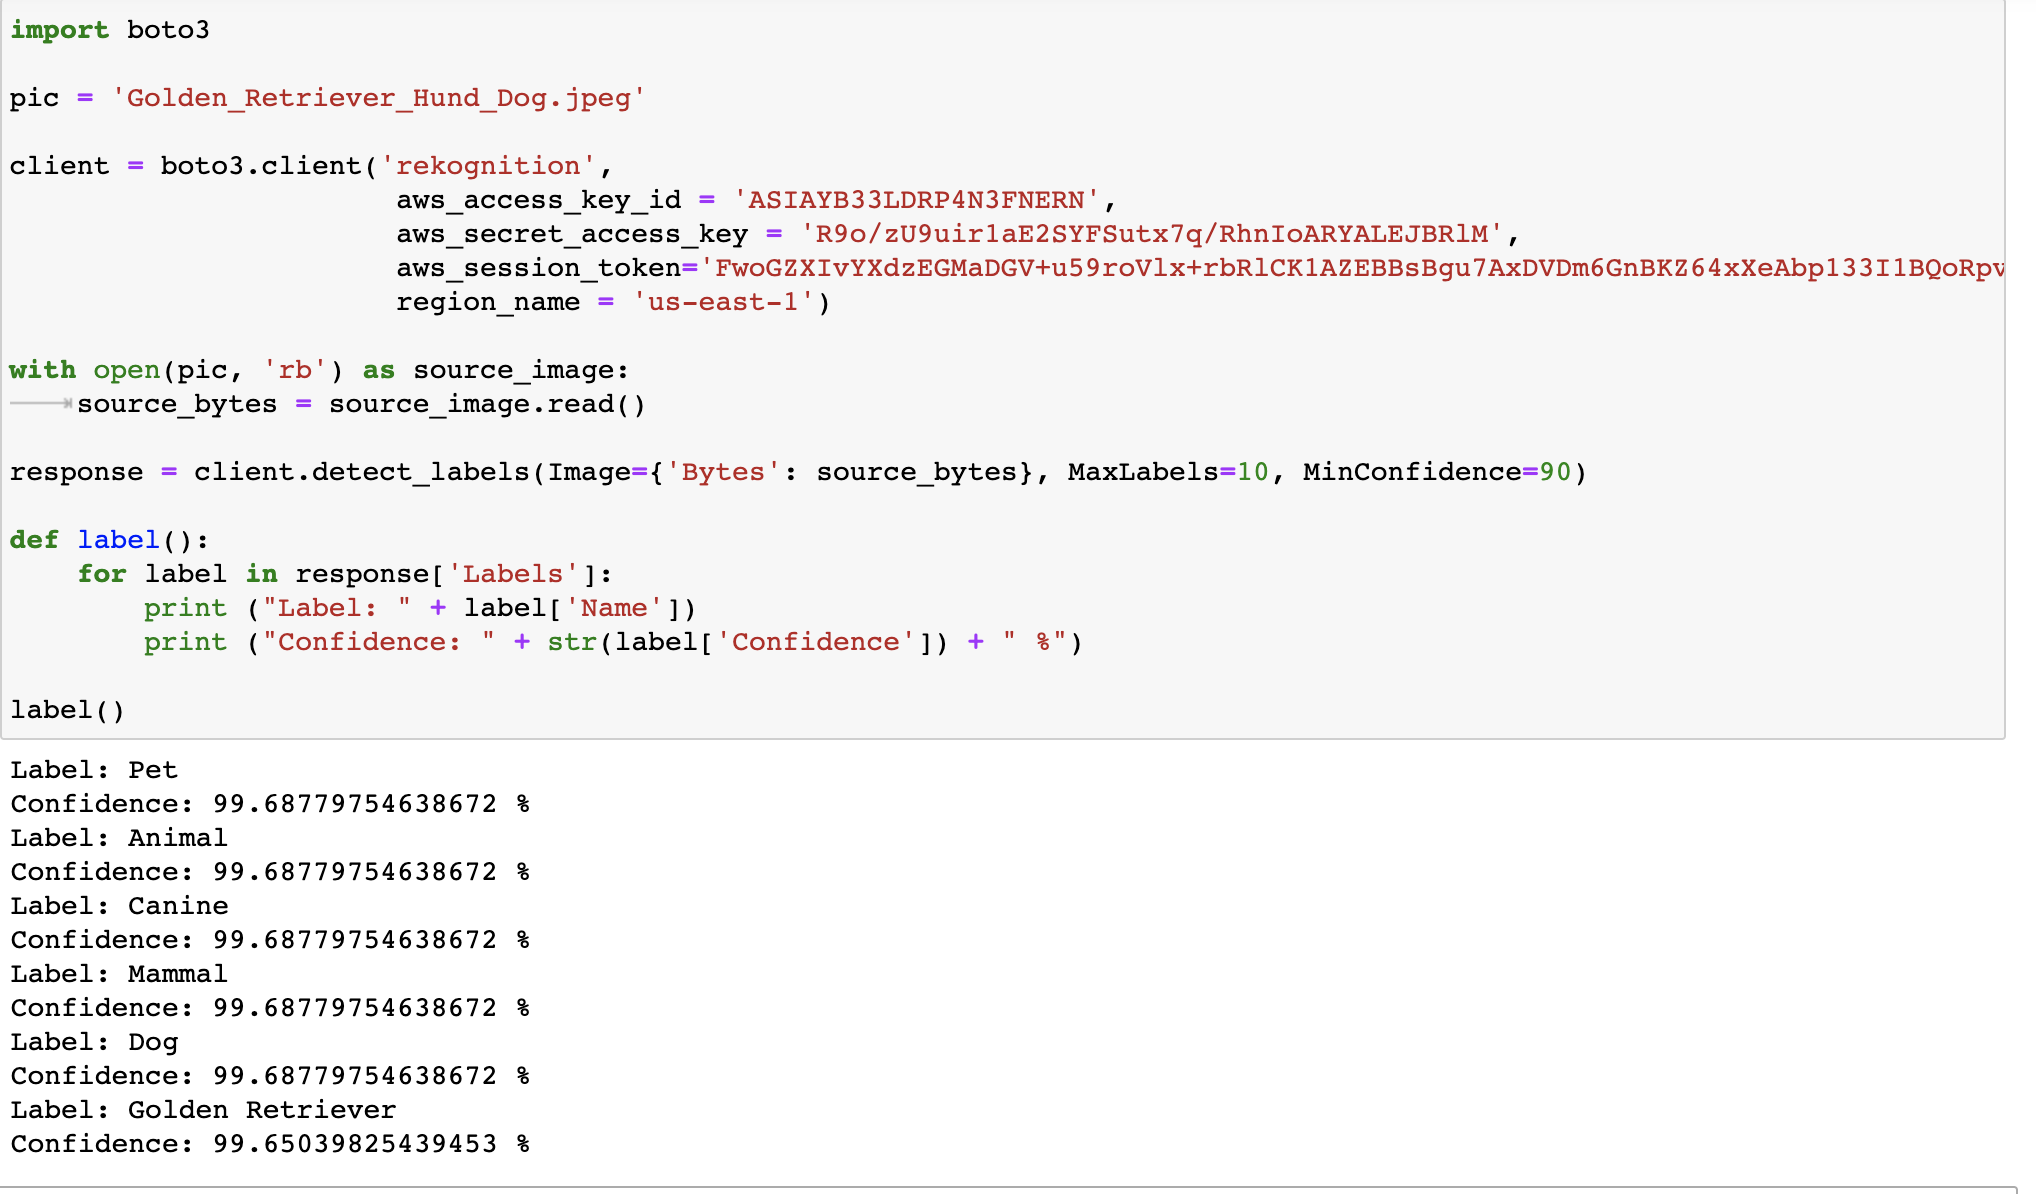 import boto3
pic = 'Golden_Retriever_Hund_Dog.jpeg'
client = boto3.client('rekognition',
aws_access_key_id = 'ASIAYB33LDRP4N3FNERN',
aws_secret_access_key = 'R9o/zU9uir1aE2SYFSutx7q/RhnIoARYALEJBRlM',
aws_session_token='FwoGZXIvYXdzEGMaDGV+u59roVlx+rbRlCK1AZEBBsBgu7AxDVDm6GnBKZ64xXeAbp133I1BQoRpv
region_name = 'us-east-1')
with open(pic, 'rb') as source_image:
source_bytes = source_image.read()
response = client.detect_labels(Image={'Bytes': source_bytes}, MaxLabels=10, MinConfidence=90)
def label():
for label in response['Labels']:
print ("Label: " + label['Name'])
print ("Confidence: " + str(label['Confidence']) + " %")
label()
Label: Pet
Confidence: 99.68779754638672 %
Label: Animal
Confidence: 99.68779754638672 %
Label: Canine
Confidence: 99.68779754638672 %
Label: Mammal
Confidence: 99.68779754638672 %
Label: Dog
Confidence: 99.68779754638672 %
Label: Golden Retriever
Confidence: 99.65039825439453 %